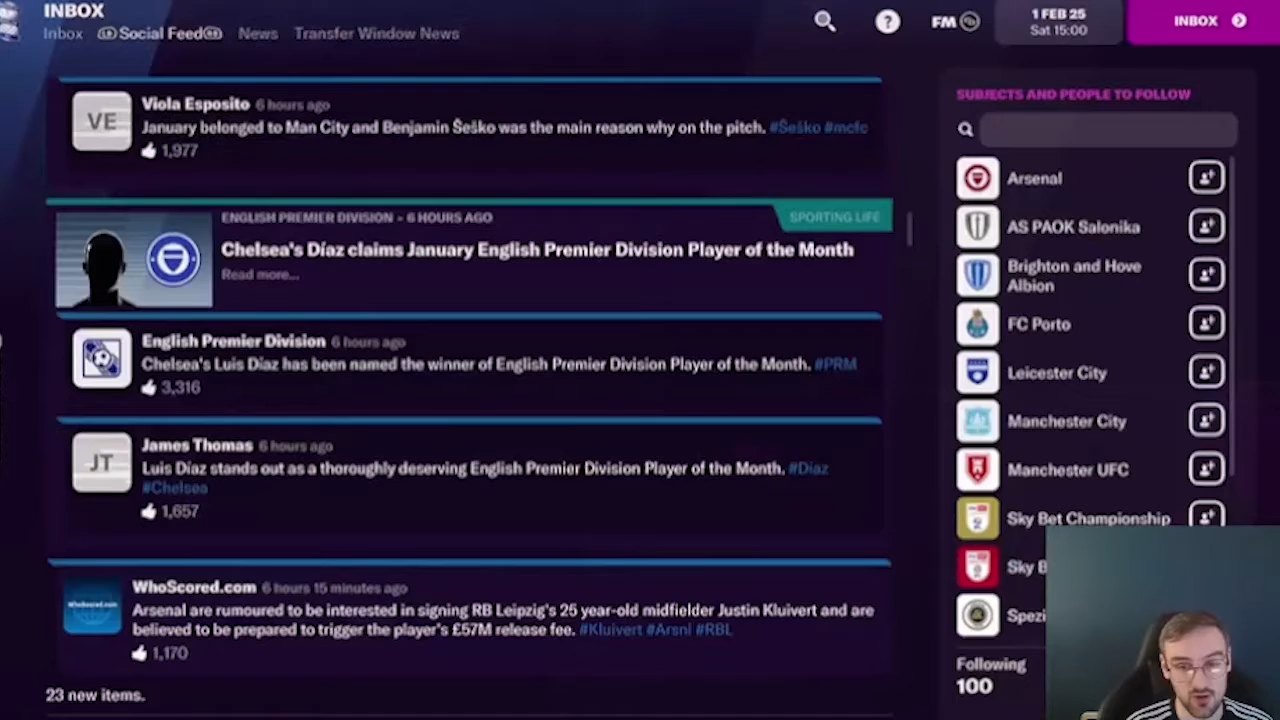 INBOX
Inbox
Social Feed
News
Transfer Window News
FM
1 FEB 25
Sat 15:00
INBOX
VE
Viola Esposito 6 hours ago
January belonged to Man City and Benjamin Šeško was the main reason why on the pitch. #Šeško #mcfc
1,977
ENGLISH PREMIER DIVISION - 6 HOURS AGO
SPORTING LIFE
Chelsea's Díaz claims January English Premier Division Player of the Month
Read more...
English Premier Division 6 hours ago
Chelsea's Luis Díaz has been named the winner of English Premier Division Player of the Month. #PRM
3,316
JT
James Thomas 6 hours ago
Luis Díaz stands out as a thoroughly deserving English Premier Division Player of the Month. #Díaz
#Chelsea
1,657
WhoScored.com
WhoScored.com 6 hours 15 minutes ago
Arsenal are rumoured to be interested in signing RB Leipzig's 25 year-old midfielder Justin Kluivert and are
believed to be prepared to trigger the player's £57M release fee. #Kluivert #Arsnl #RBL
1,170
23 new items.
SUBJECTS AND PEOPLE TO FOLLOW
Arsenal
AS PAOK Salonika
Brighton and Hove
Albion
FC Porto
Leicester City
Manchester City
Manchester UFC
Sky Bet Championship
Sky B
Spezi
Following
100